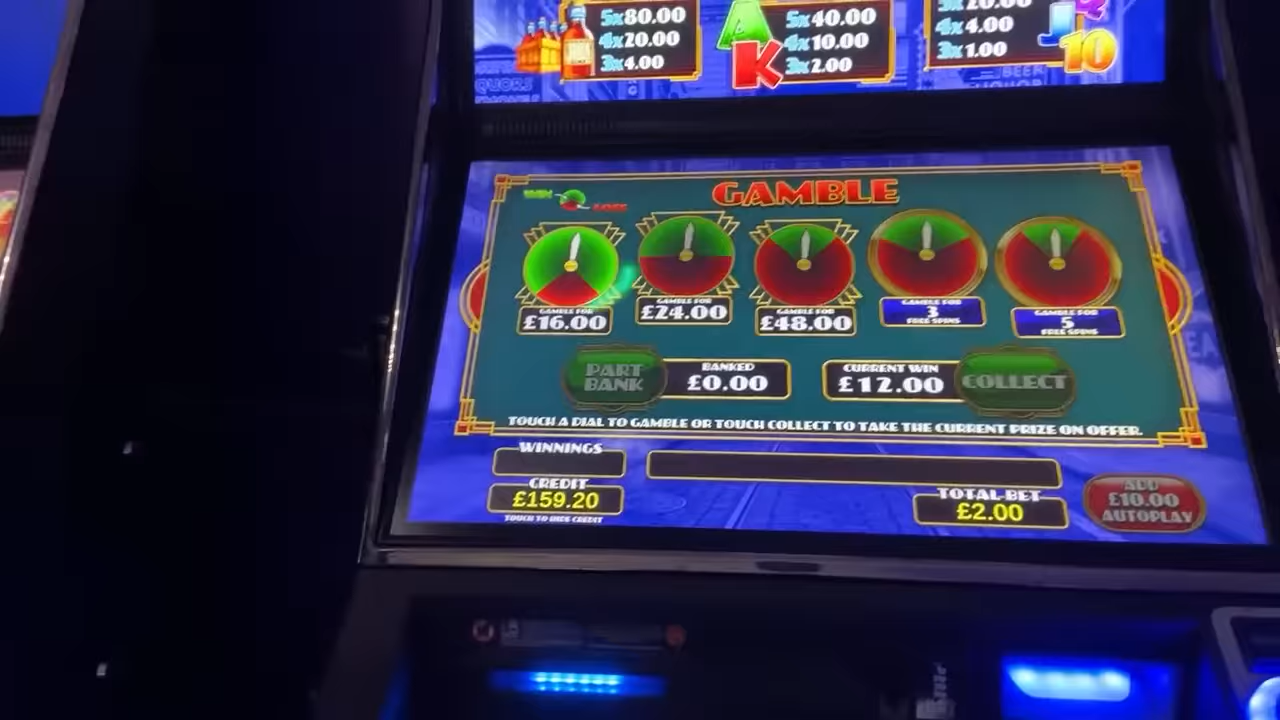 5x80.00
4x20.00
3x4.00
A
K
5x40.00
4x10.00
3x2.00
4x4.00
3x1.00
J
10
BEER
GAMBLE
WIN
LOSE
GAMBLE FOR
£16.00
GAMBLE FOR
£24.00
GAMBLE FOR
£48.00
GAMBLE FOR
3
FREE SPINS
GAMBLE FOR
5
FREE SPINS
PART
BANK
BANKED
£0.00
CURRENT WIN
£12.00
COLLECT
TOUCH A DIAL TO GAMBLE OR TOUCH COLLECT TO TAKE THE CURRENT PRIZE ON OFFER.
WINNINGS
CREDIT
£159.20
TOUCH TO HIDE CREDIT
TOTAL BET
£2.00
ADD
£10.00
AUTOPLAY